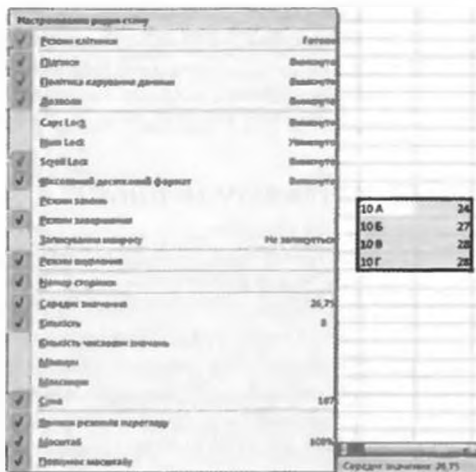 Настроювання рядка стану
Режим клітинки Готово
Підписи Вимкнуто
Політика керування даними Вимкнуто
Дозволи Вимкнуто
Caps Lock Вимкнуто
Num Lock Увімкнуто
Scroll Lock Вимкнуто
Фіксований десятковий формат Вимкнуто
Режим замін
Режим завершення
Записування макросу Не записується
Режим виділення
Номер сторінки
Середнє значення 26,75
Кількість 8
Кількість числових значень
Мінімум
Максимум
Сума 107
Ярлики режимів перегляду
Масштаб 100%
Повзунок масштабу
10 А 24
10 Б 27
10 В 28
10 Г 28
Середнє значення: 26,75